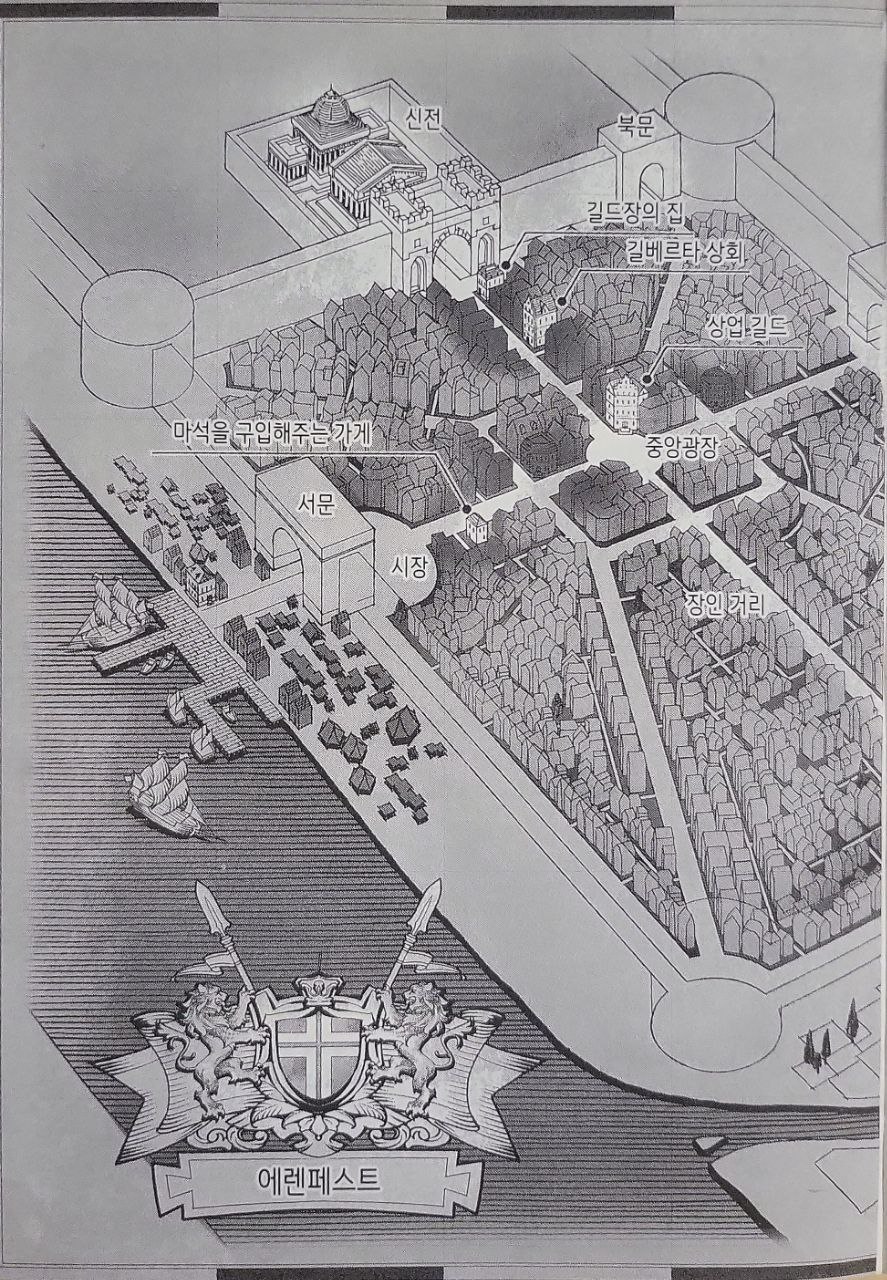 신전
북문
길드장의 집
길베르타 상회
상업 길드
마석을 구입해주는 가게
중앙광장
서문
시장
장인 거리
에렌페스트